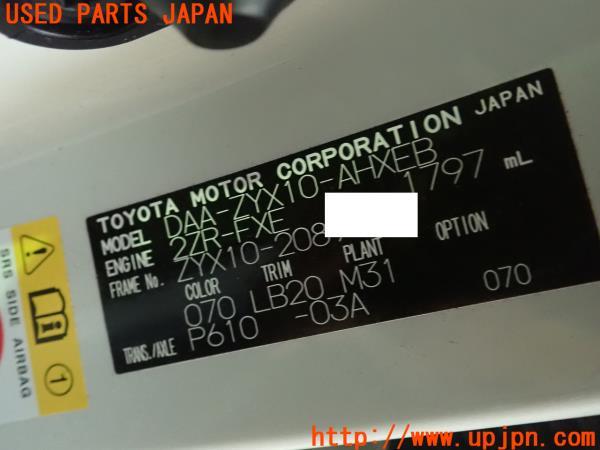 USED PARTS JAPAN
TOYOTA MOTOR CORPORATION JAPAN
MODEL DAA-ZYX10-AHXEB
ENGINE 2ZR-FXE 1797 mL
FRAME No. ZYX10-208
COLOR TRIM PLANT OPTION
070 LB20 M31 070
TRANS./AXLE P610 -03A
SRS SIDE AIRBAG
1
http://www.upjpn.com/